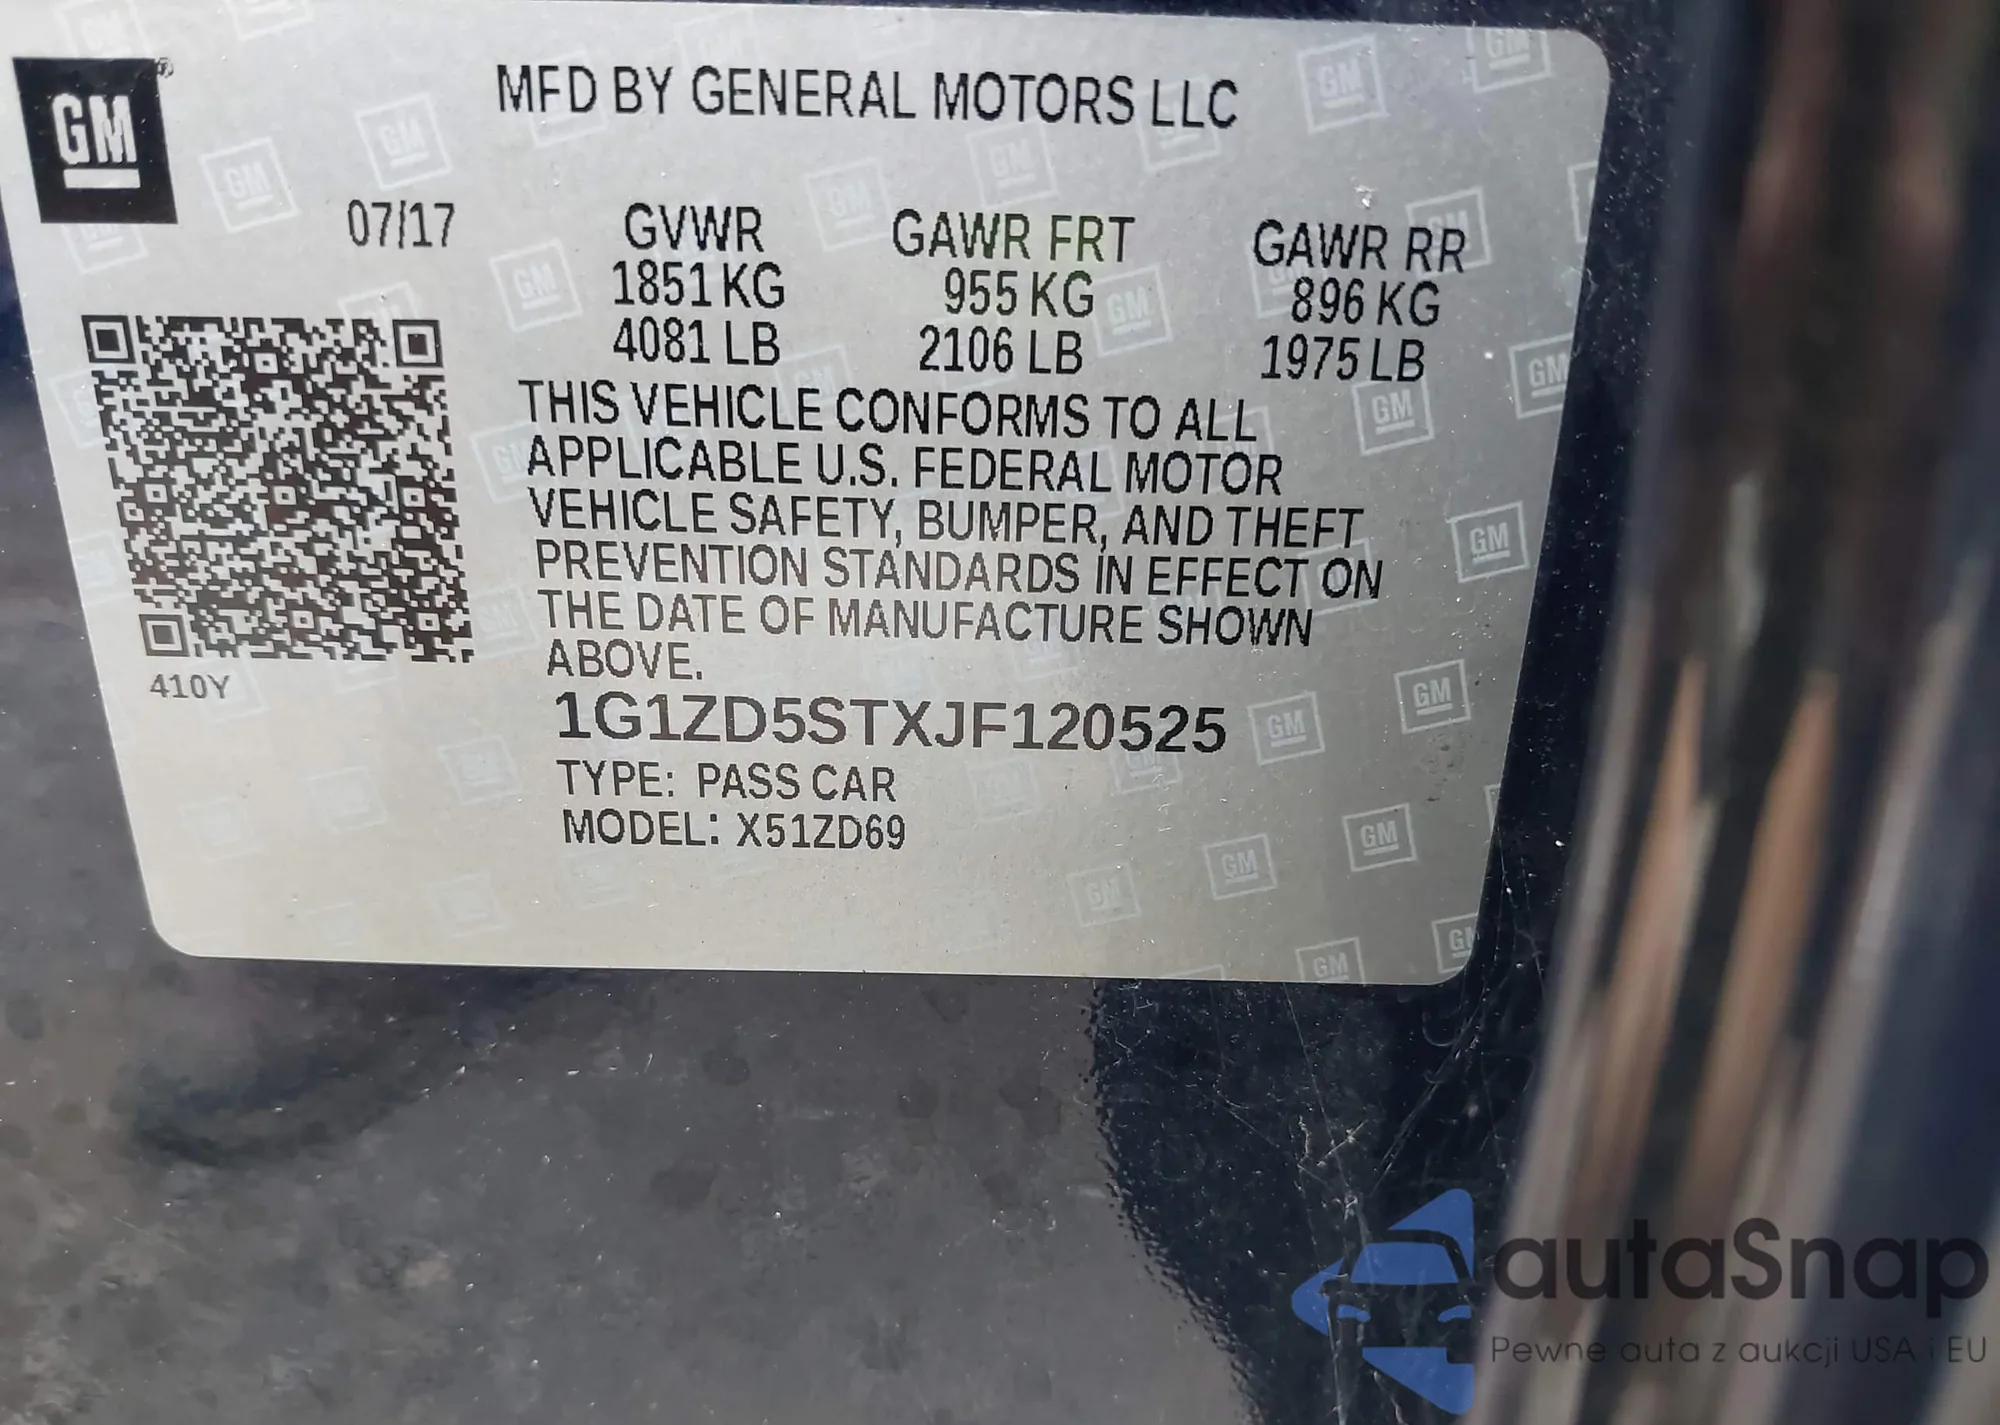 GM
MFD BY GENERAL MOTORS LLC
07/17
GVWR GAWR FRT GAWR RR
1851 KG 955 KG 896 KG
4081 LB 2106 LB 1975 LB
THIS VEHICLE CONFORMS TO ALL
APPLICABLE U.S. FEDERAL MOTOR
VEHICLE SAFETY, BUMPER, AND THEFT
PREVENTION STANDARDS IN EFFECT ON
THE DATE OF MANUFACTURE SHOWN
ABOVE.
410Y
1G1ZD5STXJF120525
TYPE: PASS CAR
MODEL: X51ZD69
autaSnap
Pewne auta z aukcji USA i EU